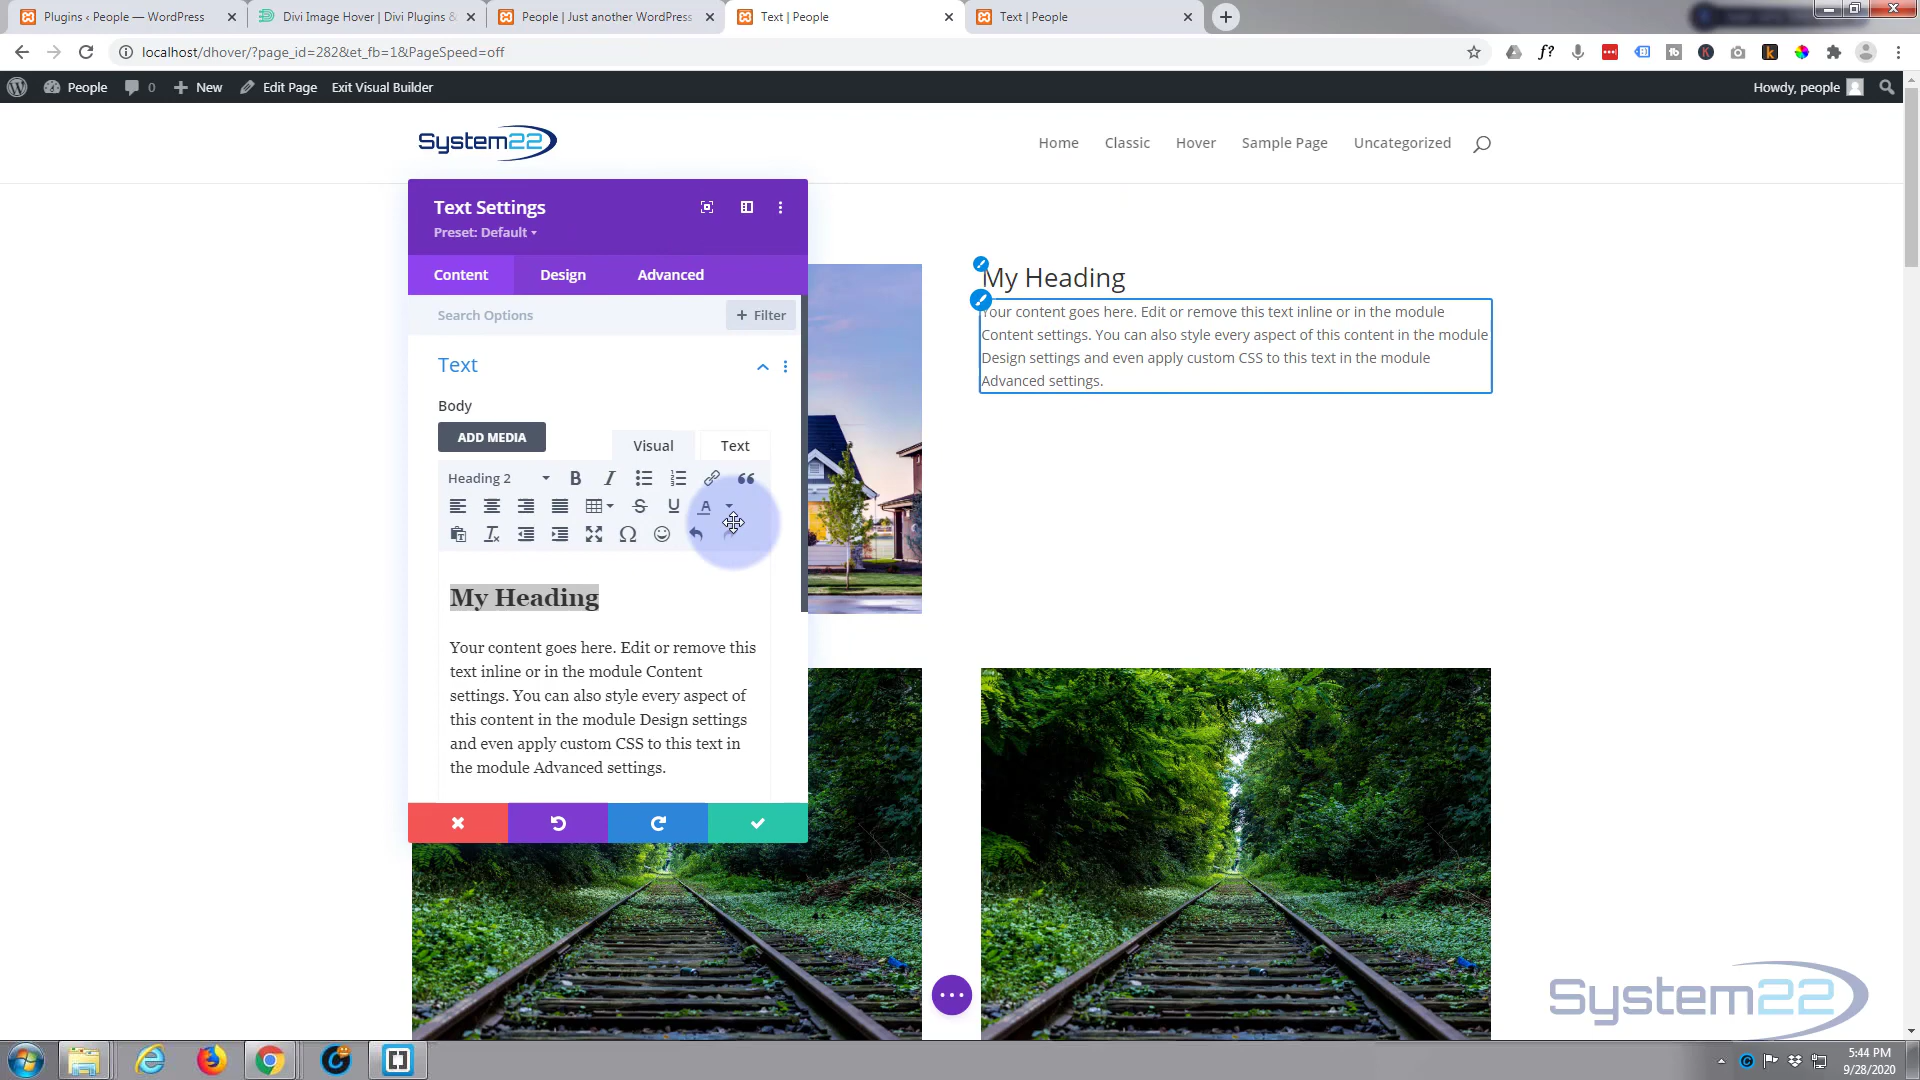 Plugins ‹ People — WordPress
Divi Image Hover | Divi Plugins &
People | Just another WordPress
Text | People
Text | People
localhost/dhover/?page_id=282&et_fb=1&PageSpeed=off
People
0
New
Edit Page
Exit Visual Builder
Howdy, people
System22
Home
Classic
Hover
Sample Page
Uncategorized
Text Settings
Preset: Default
Content
Design
Advanced
Search Options
+ Filter
Text
Body
ADD MEDIA
Visual
Text
Heading 2
My Heading
Your content goes here. Edit or remove this
text inline or in the module Content
settings. You can also style every aspect of
this content in the module Design settings
and even apply custom CSS to this text in
the module Advanced settings.
My Heading
Your content goes here. Edit or remove this text inline or in the module
Content settings. You can also style every aspect of this content in the module
Design settings and even apply custom CSS to this text in the module
Advanced settings.
System22
5:44 PM
9/28/2020